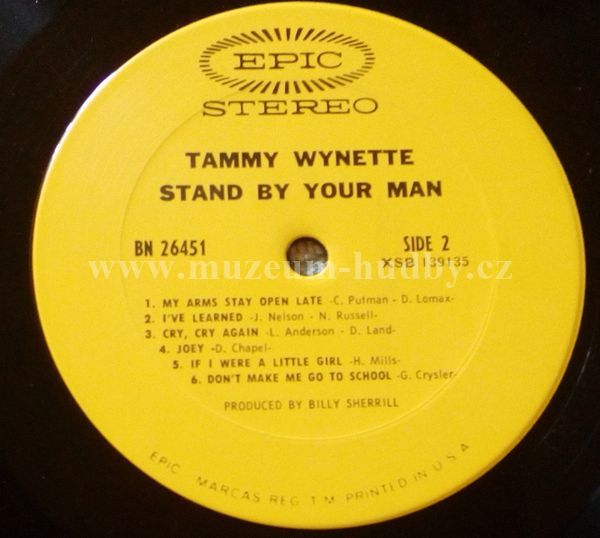 EPIC
STEREO
TAMMY WYNETTE
STAND BY YOUR MAN
BN 26451
SIDE 2
XSB 139135
www.muzeum-hudby.cz
1. MY ARMS STAY OPEN LATE -C. Putman - D. Lomax-
2. I'VE LEARNED -J. Nelson - N. Russell-
3. CRY, CRY AGAIN -L. Anderson - D. Land-
4. JOEY -D. Chapel-
5. IF I WERE A LITTLE GIRL -H. Mills-
6. DON'T MAKE ME GO TO SCHOOL -G. Crysler-
PRODUCED BY BILLY SHERRILL
EPIC MARCAS REG. T M. PRINTED IN U.S.A